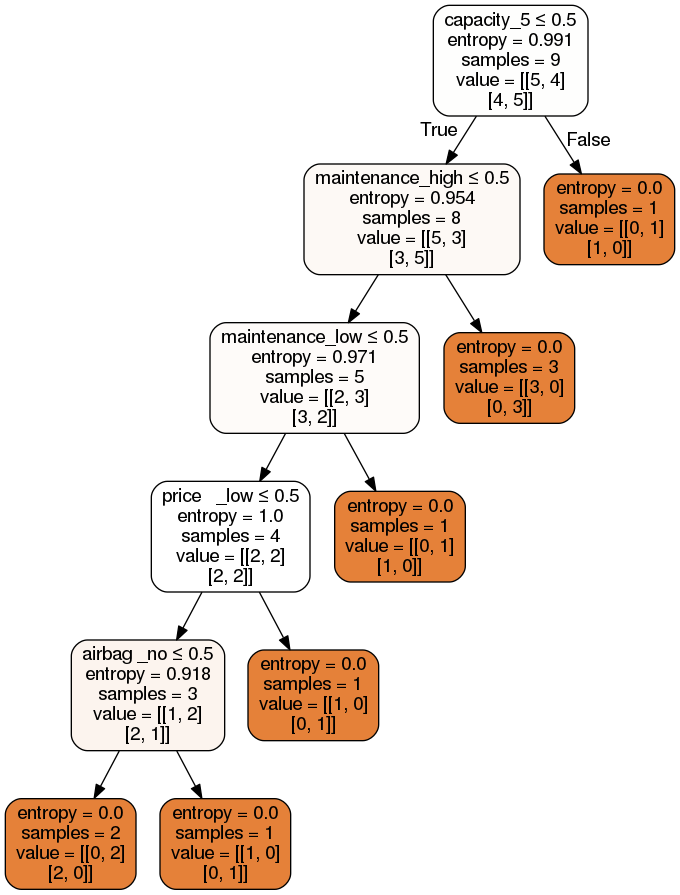 capacity_5 ≤ 0.5
entropy = 0.991
samples = 9
value = [[5, 4]
[4, 5]]
True
False
maintenance_high ≤ 0.5
entropy = 0.954
samples = 8
value = [[5, 3]
[3, 5]]
entropy = 0.0
samples = 1
value = [[0, 1]
[1, 0]]
maintenance_low ≤ 0.5
entropy = 0.971
samples = 5
value = [[2, 3]
[3, 2]]
entropy = 0.0
samples = 3
value = [[3, 0]
[0, 3]]
price _low ≤ 0.5
entropy = 1.0
samples = 4
value = [[2, 2]
[2, 2]]
entropy = 0.0
samples = 1
value = [[0, 1]
[1, 0]]
airbag _no ≤ 0.5
entropy = 0.918
samples = 3
value = [[1, 2]
[2, 1]]
entropy = 0.0
samples = 1
value = [[1, 0]
[0, 1]]
entropy = 0.0
samples = 2
value = [[0, 2]
[2, 0]]
entropy = 0.0
samples = 1
value = [[1, 0]
[0, 1]]